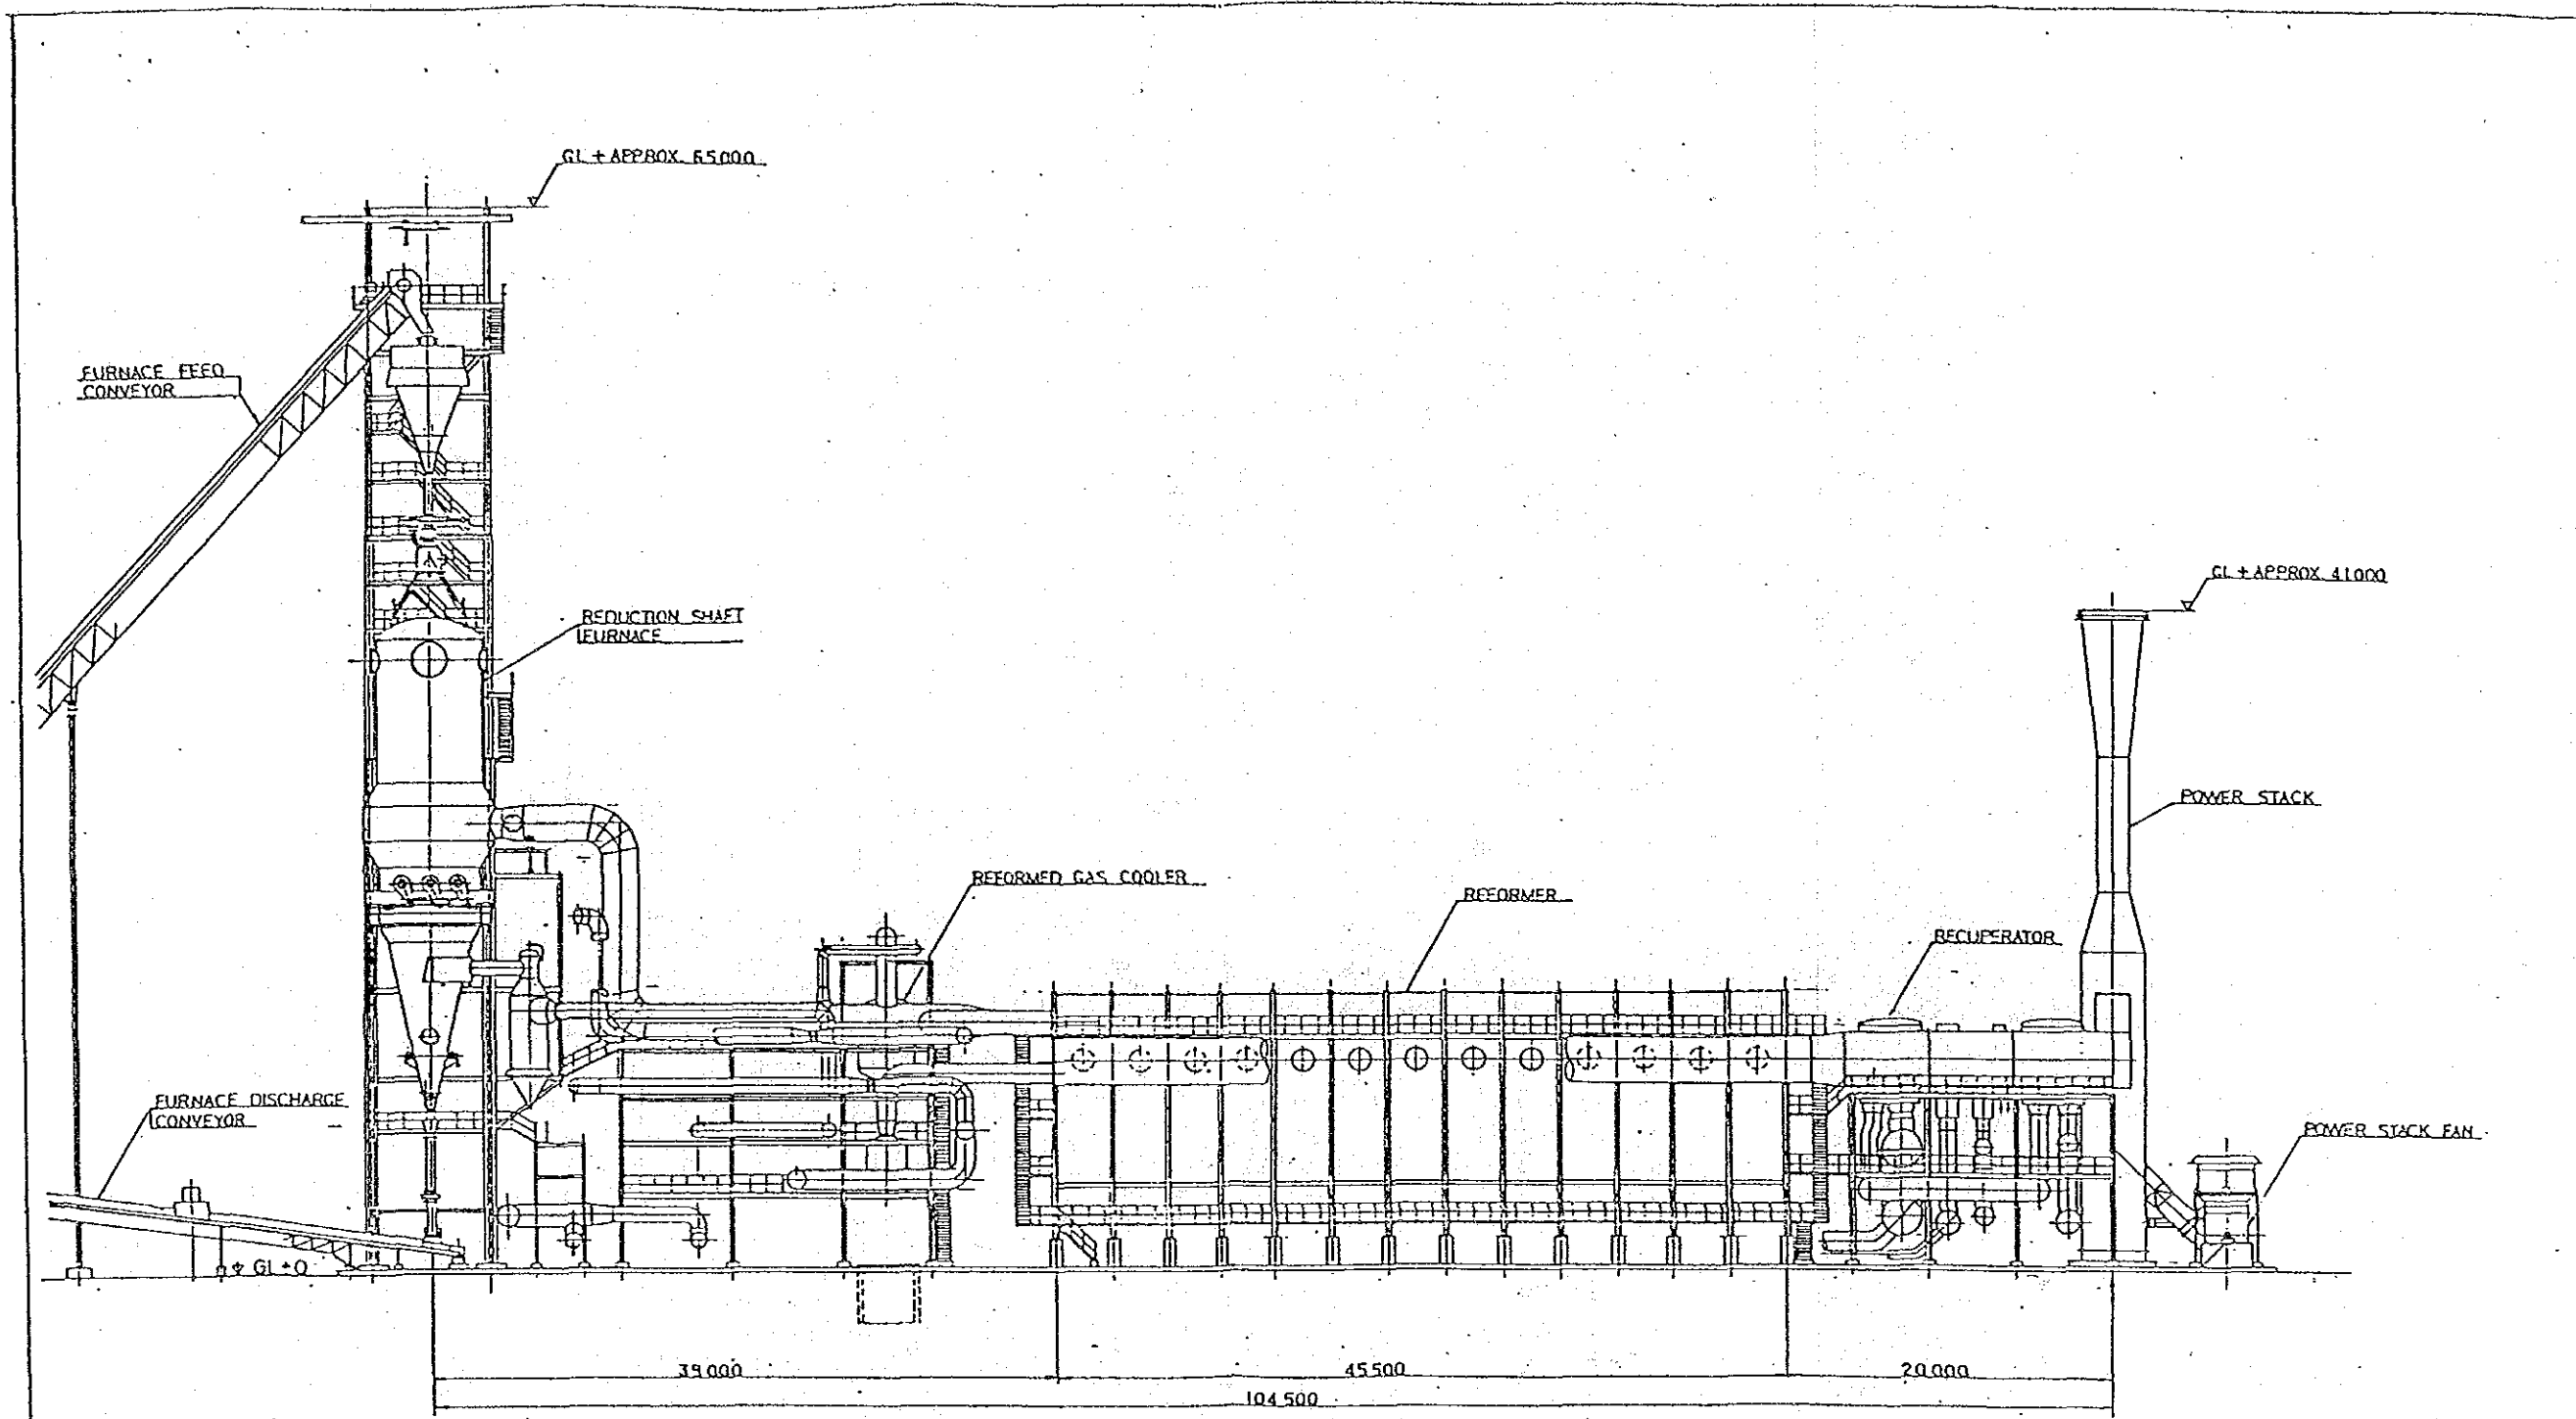 GL + APPROX. 65000
FURNACE FEED
CONVEYOR
GL + APPROX. 41000
REDUCTION SHAFT
FURNACE
POWER STACK
REFORMED GAS COOLER
REFORMER
RECUPERATOR
FURNACE DISCHARGE
CONVEYOR
POWER STACK FAN
GL ± 0
39000
45500
20000
104500